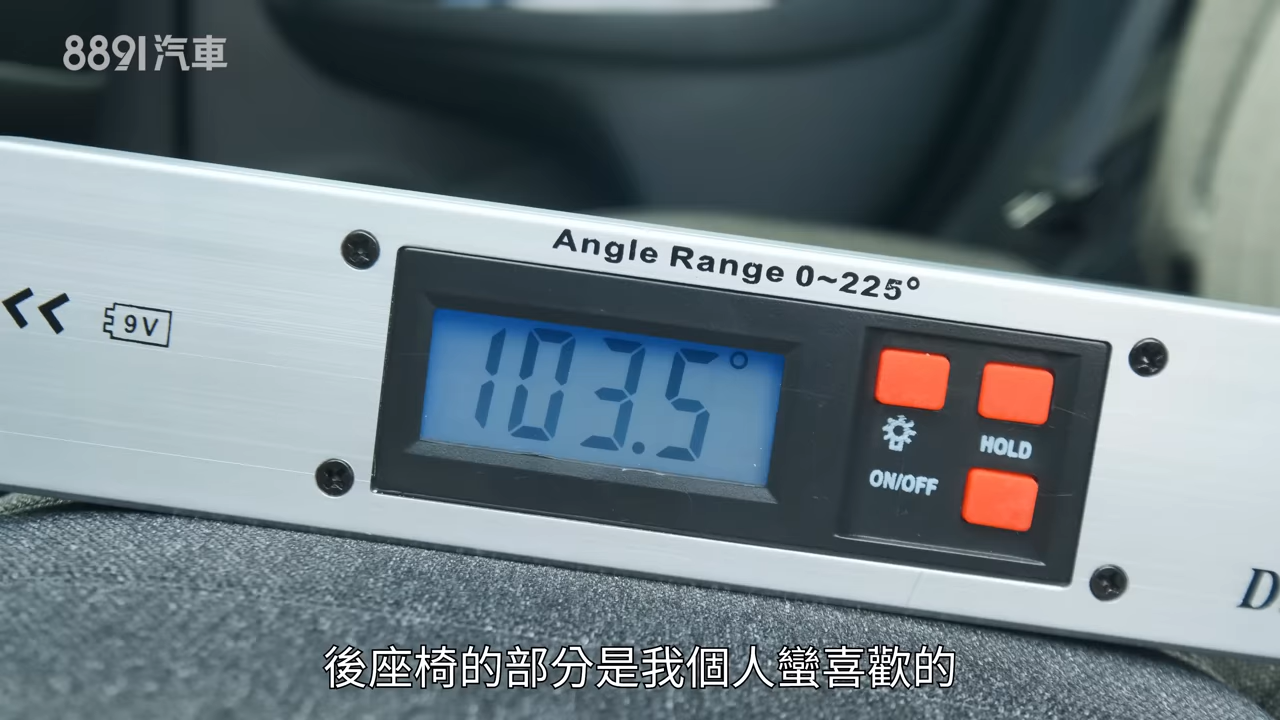 8891汽車
Angle Range 0~225°
9V
103.5°
HOLD
ON/OFF
後座椅的部分是我個人蠻喜歡的